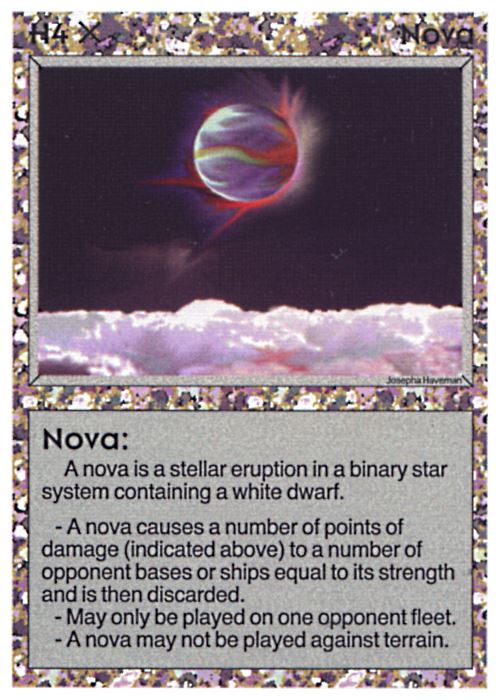 H4 X Nova
Josepha Haveman
Nova:
A nova is a stellar eruption in a binary star
system containing a white dwarf.
- A nova causes a number of points of
damage (indicated above) to a number of
opponent bases or ships equal to its strength
and is then discarded.
- May only be played on one opponent fleet.
- A nova may not be played against terrain.